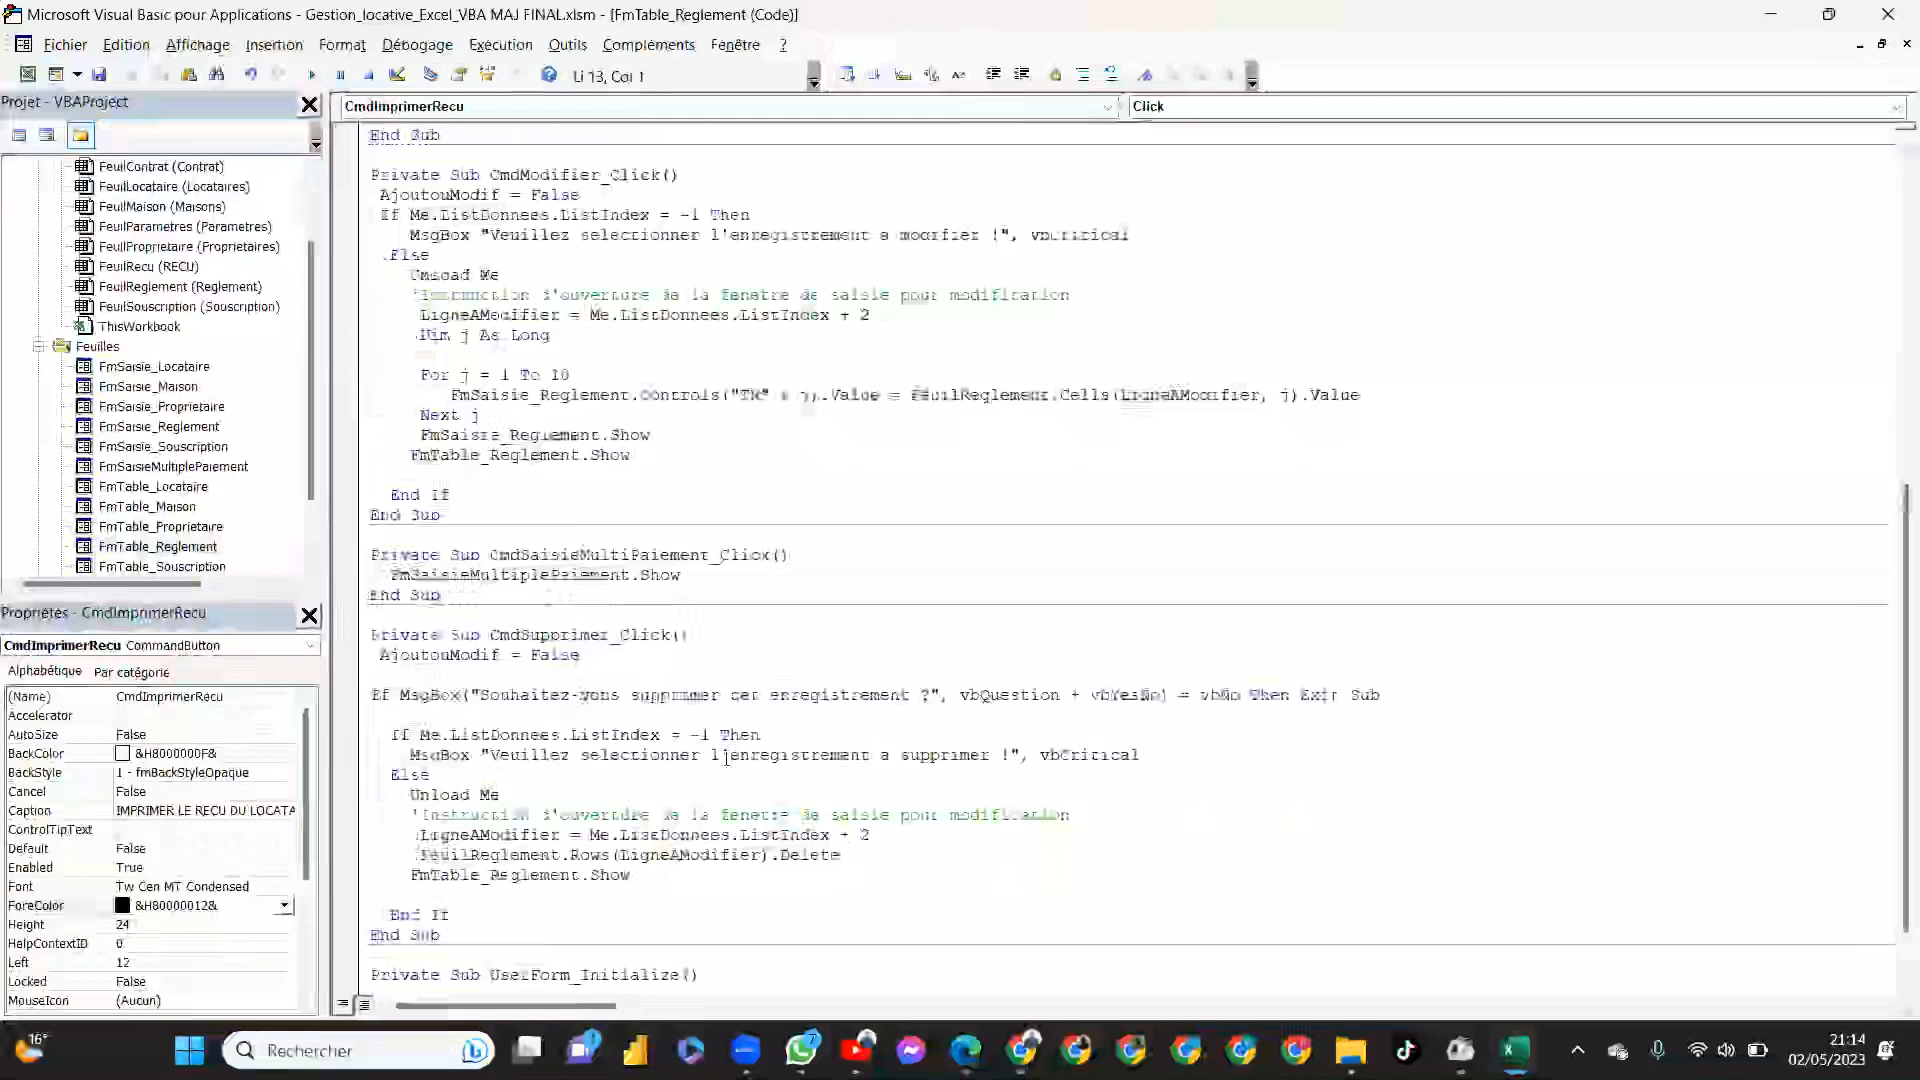 Microsoft Visual Basic pour Applications - Gestion_locative_Excel_VBA MAJ FINAL.xlsm - [FmTable_Reglement (Code)]
Fichier Edition Affichage Insertion Format Débogage Exécution Outils Compléments Fenêtre ?
Li 13, Col 1
Projet - VBAProject
CmdImprimerRecu
Click
FeuilContrat (Contrat)
FeuilLocataire (Locataires)
FeuilMaison (Maisons)
FeuilParametres (Parametres)
FeuilProprietaire (Proprietaires)
FeuilRecu (RECU)
FeuilReglement (Reglement)
FeuilSouscription (Souscription)
ThisWorkbook
Feuilles
FmSaisie_Locataire
FmSaisie_Maison
FmSaisie_Proprietaire
FmSaisie_Reglement
FmSaisie_Souscription
FmSaisieMultiplePaiement
FmTable_Locataire
FmTable_Maison
FmTable_Proprietaire
FmTable_Reglement
FmTable_Souscription
Propriétés - CmdImprimerRecu
CmdImprimerRecu CommandButton
Alphabétique Par catégorie
(Name) CmdImprimerRecu
Accelerator
AutoSize False
BackColor &H8000000F&
BackStyle 1 - fmBackStyleOpaque
Cancel False
Caption IMPRIMER LE RECU DU LOCATA
ControlTipText
Default False
Enabled True
Font Tw Cen MT Condensed
ForeColor &H80000012&
Height 24
HelpContextID 0
Left 12
Locked False
MouseIcon (Aucun)
End Sub
Private Sub CmdModifier_Click()
AjoutouModif = False
If Me.ListDonnees.ListIndex = -1 Then
MsgBox "Veuillez selectionner l'enregistrement a modifier !", vbCritical
Else
Unload Me
'Instruction d'ouverture de la fenetre de saisie pour modification
LigneAModifier = Me.ListDonnees.ListIndex + 2
Dim j As Long
For j = 1 To 10
FmSaisie_Reglement.Controls("TR" & j).Value = FeuilReglement.Cells(LigneAModifier, j).Value
Next j
FmSaisie_Reglement.Show
FmTable_Reglement.Show
End If
End Sub
Private Sub CmdSaisieMultiPaiement_Click()
FmSaisieMultiplePaiement.Show
End Sub
Private Sub CmdSupprimer_Click()
AjoutouModif = False
If MsgBox("Souhaitez-vous supprimer cet enregistrement ?", vbQuestion + vbYesNo) = vbNo Then Exit Sub
If Me.ListDonnees.ListIndex = -1 Then
MsgBox "Veuillez selectionner l'enregistrement a supprimer !", vbCritical
Else
Unload Me
'Instruction d'ouvertdre de la fenetre de saisie pour modification
LigneAModifier = Me.ListDonnees.ListIndex + 2
FeuilReglement.Rows(LigneAModifier).Delete
FmTable_Reglement.Show
End If
End Sub
Private Sub UserForm_Initialize()
16°
Rechercher
21:14
02/05/2023